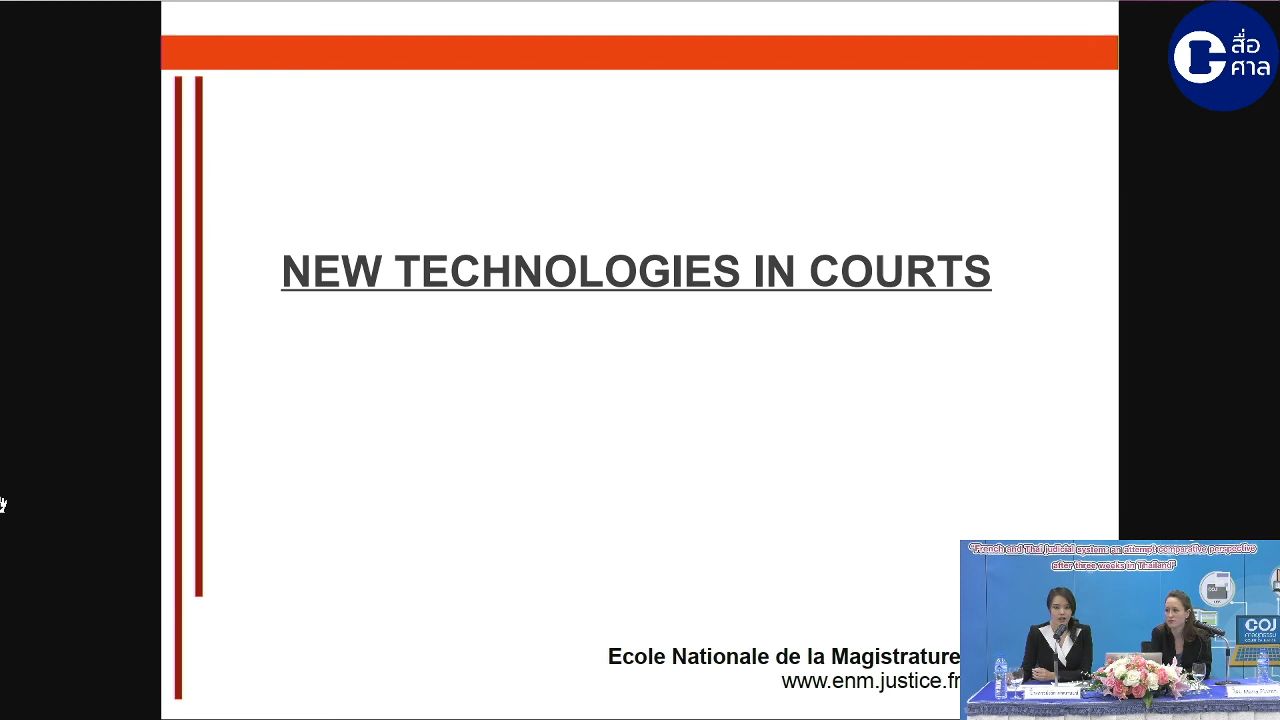 สื่อ
ศาล
NEW TECHNOLOGIES IN COURTS
Ecole Nationale de la Magistrature
www.enm.justice.fr
"French and Thai judicial system: an attempt comparative perspective
after three weeks in Thailand"
COJ